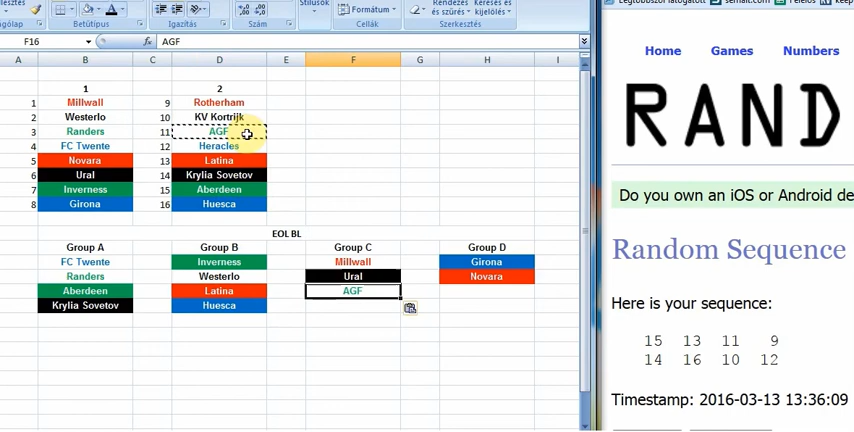 Stílusok
Rendezés és szűrés
Keresés és kijelölés
Formátum
Vágólap Betűtípus Igazítás Szám Cellák Szerkesztés
F16 fx AGF
A B C D E F G H I
1 2
1 Millwall 9 Rotherham
2 Westerlo 10 KV Kortrijk
3 Randers 11 AGF
4 FC Twente 12 Heracles
5 Novara 13 Latina
6 Ural 14 Krylia Sovetov
7 Inverness 15 Aberdeen
8 Girona 16 Huesca
EOL BL
Group A Group B Group C Group D
FC Twente Inverness Millwall Girona
Randers Westerlo Ural Novara
Aberdeen Latina AGF
Krylia Sovetov Huesca
Home Games Numbers
RAND
Do you own an iOS or Android de
Random Sequence
Here is your sequence:
15 13 11 9
14 16 10 12
Timestamp: 2016-03-13 13:36:09